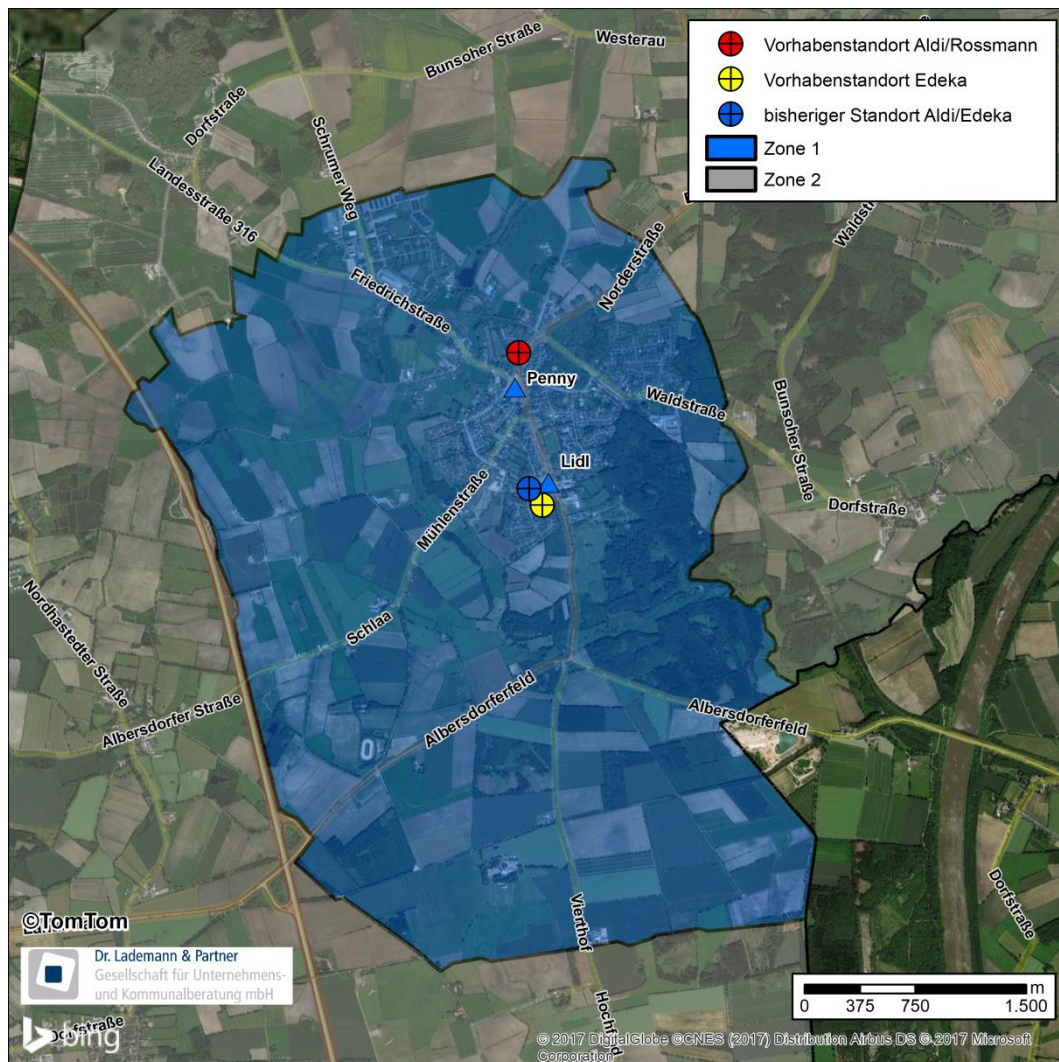 Vorhabenstandort Aldi/Rossmann
Vorhabenstandort Edeka
bisheriger Standort Aldi/Edeka
Zone 1
Zone 2
Bunsoher Straße
Westerau
Dorfstraße
Schrumer Weg
Landesstraße 316
Waldstr
Norderstraße
Friedrichstraße
Penny
Waldstraße
Bunsoher Straße
Lidl
Dorfstraße
Mühlenstraße
Nordhastedter Straße
Schlaa
Albersdorfer Straße
Albersdorferfeld
Albersdorferfeld
Dorfstraße
Vierthof
Hochfeld
©TomTom
Dr. Lademann & Partner
Gesellschaft für Unternehmens-
und Kommunalberatung mbH
Dorfstraße
bing
m
0 375 750 1.500
© 2017 DigitalGlobe ©CNES (2017) Distribution Airbus DS © 2017 Microsoft
Corporation